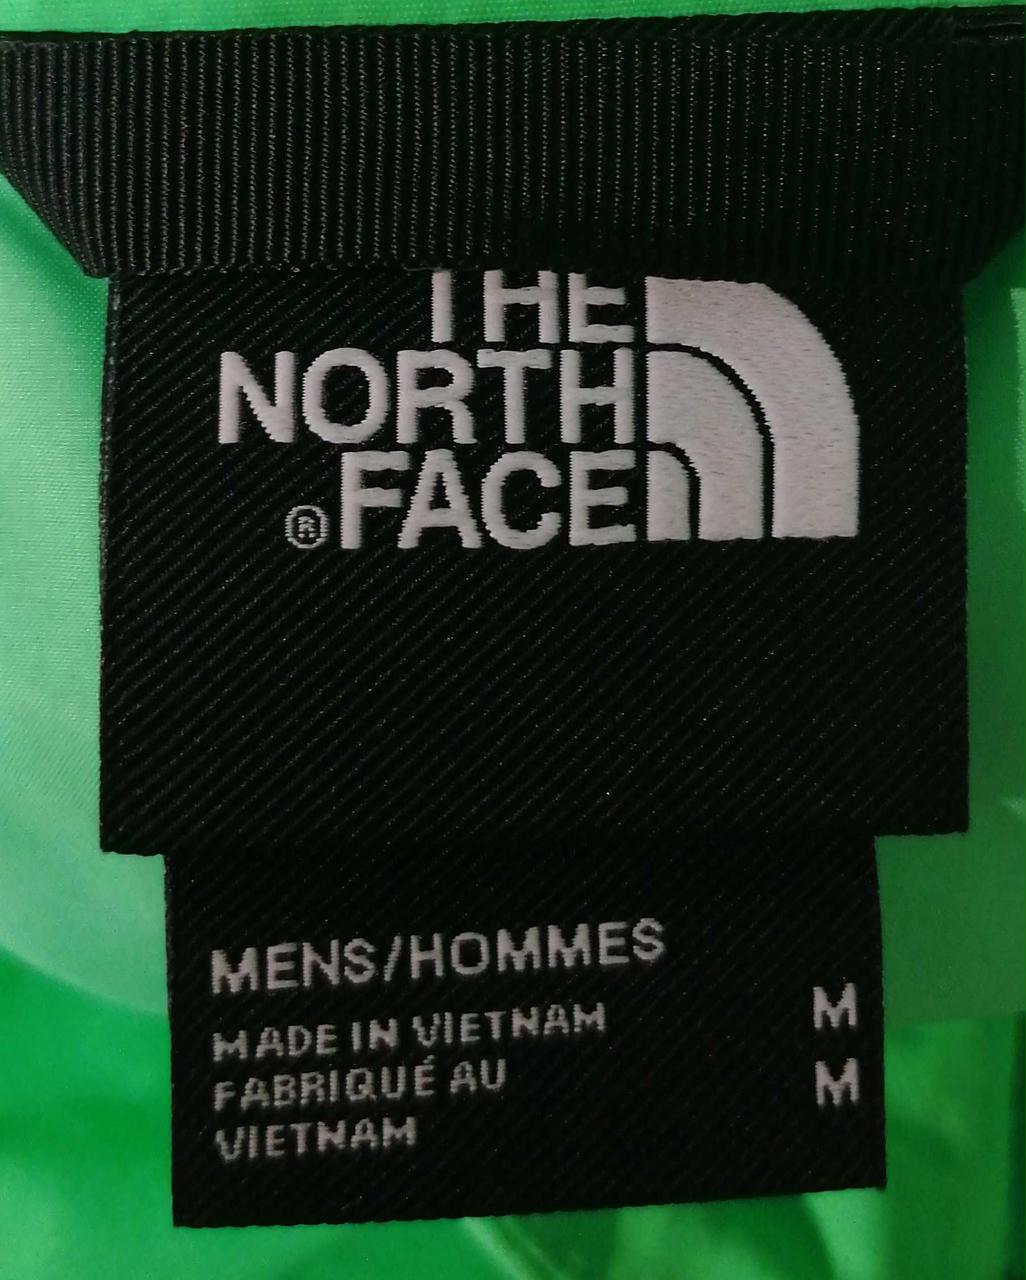 THE
NORTH
®FACE
MENS/HOMMES
MADE IN VIETNAM M
FABRIQUÉ AU M
VIETNAM